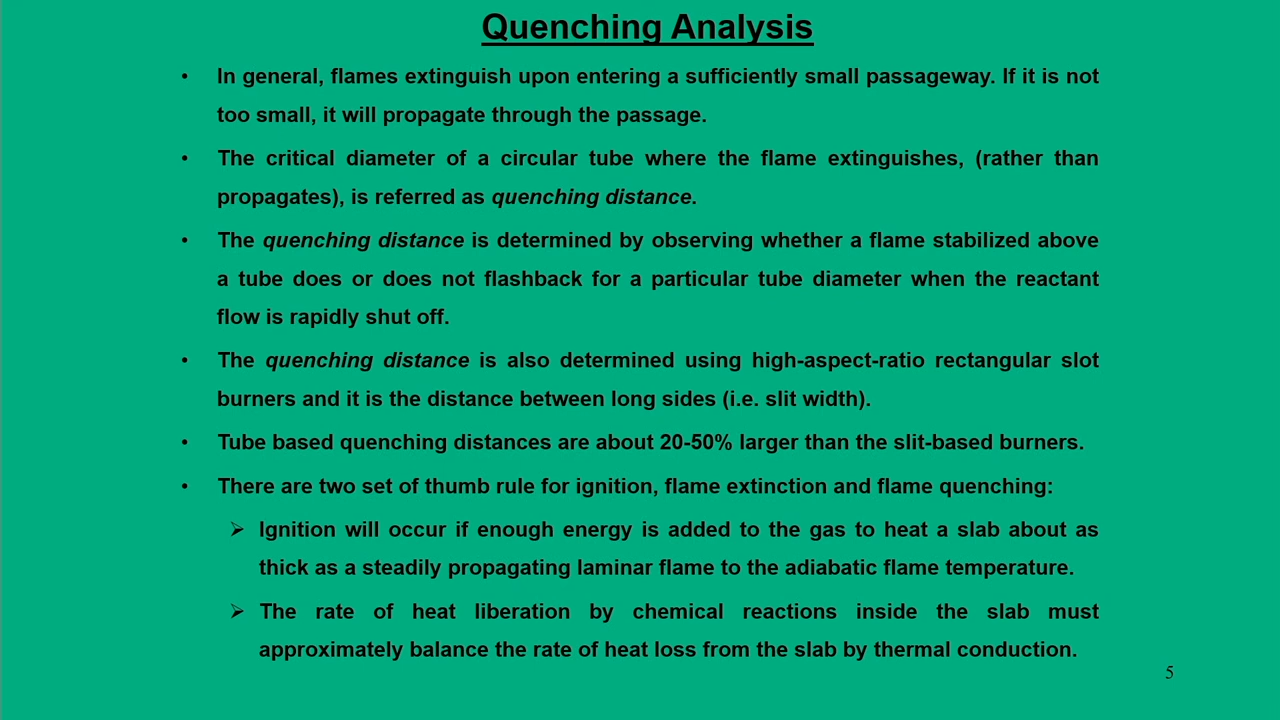 Quenching Analysis
• In general, flames extinguish upon entering a sufficiently small passageway. If it is not
too small, it will propagate through the passage.
• The critical diameter of a circular tube where the flame extinguishes, (rather than
propagates), is referred as quenching distance.
• The quenching distance is determined by observing whether a flame stabilized above
a tube does or does not flashback for a particular tube diameter when the reactant
flow is rapidly shut off.
• The quenching distance is also determined using high-aspect-ratio rectangular slot
burners and it is the distance between long sides (i.e. slit width).
• Tube based quenching distances are about 20-50% larger than the slit-based burners.
• There are two set of thumb rule for ignition, flame extinction and flame quenching:
➢ Ignition will occur if enough energy is added to the gas to heat a slab about as
thick as a steadily propagating laminar flame to the adiabatic flame temperature.
➢ The rate of heat liberation by chemical reactions inside the slab must
approximately balance the rate of heat loss from the slab by thermal conduction.
5